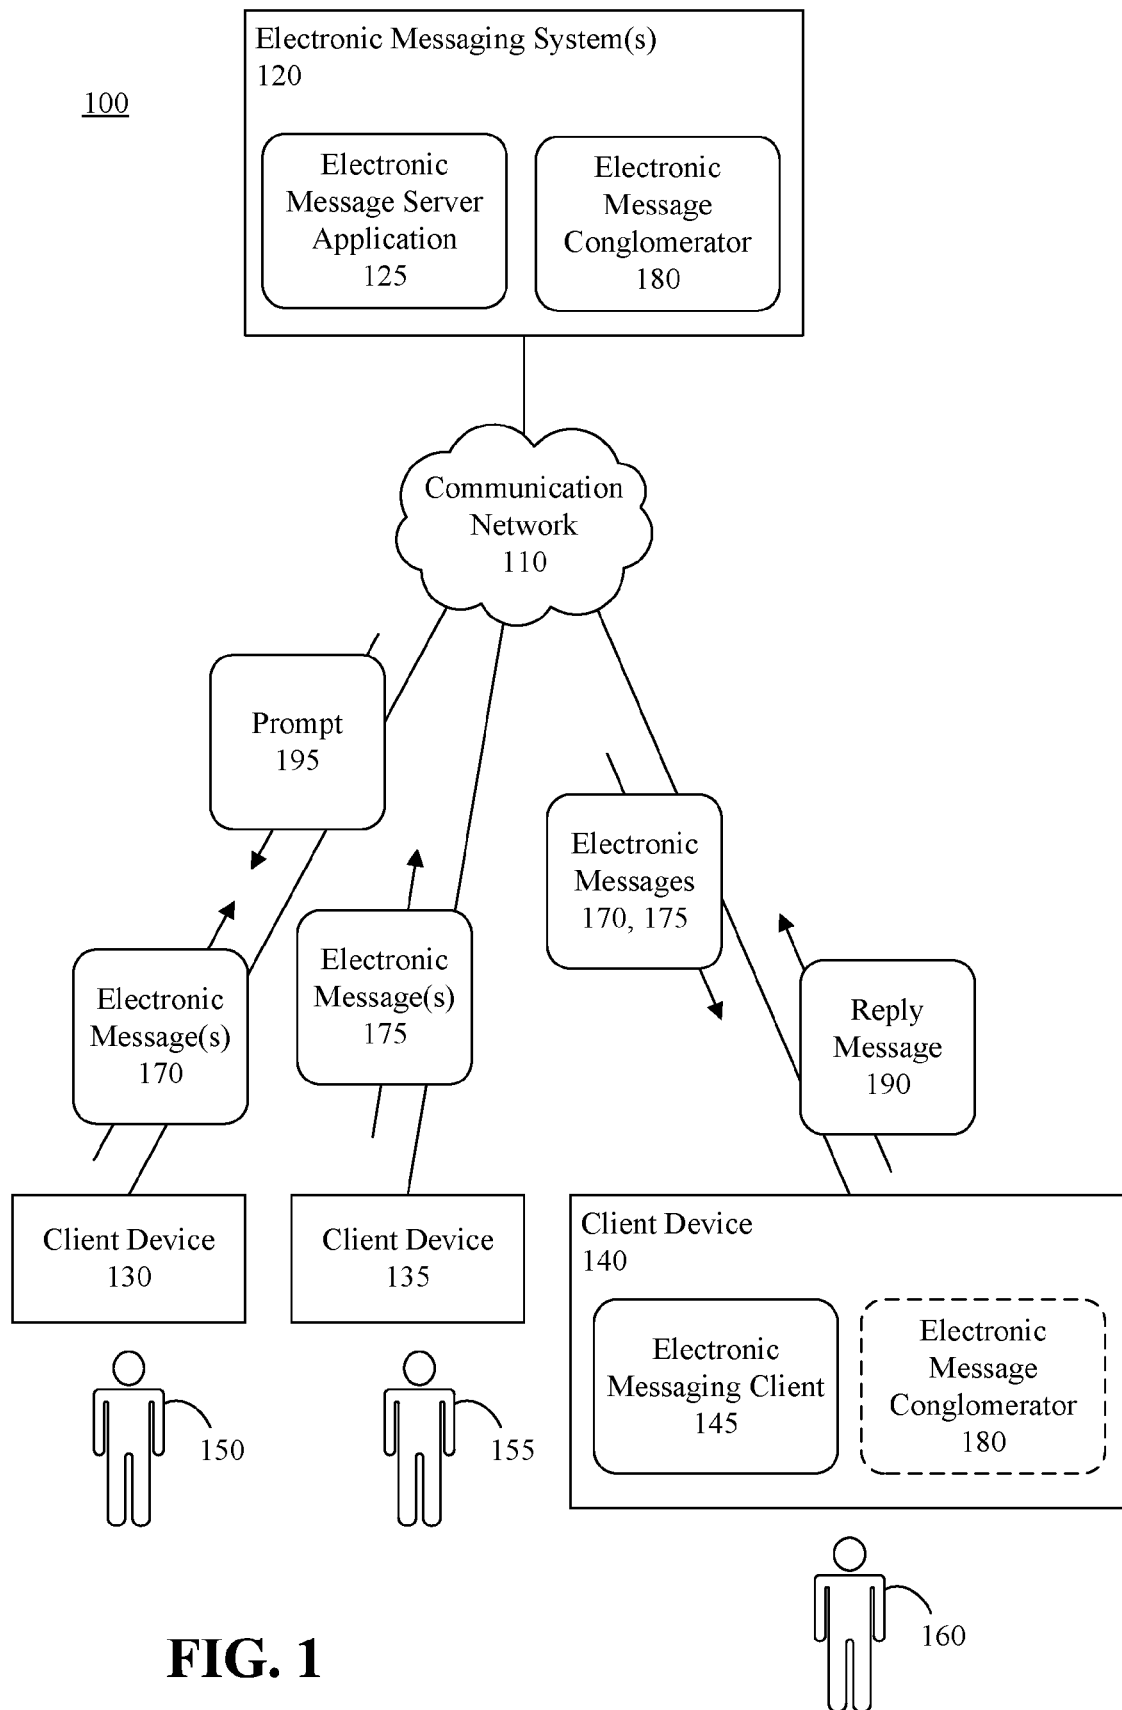 Electronic Messaging System(s)
120
100
Electronic
Message Server
Application
125
Electronic
Message
Conglomerator
180
Communication
Network
110
Prompt
195
Electronic
Messages
170, 175
Electronic
Message(s)
170
Electronic
Message(s)
175
Reply
Message
190
Client Device
130
Client Device
135
Client Device
140
Electronic
Messaging Client
145
Electronic
Message
Conglomerator
180
150
155
160
FIG. 1